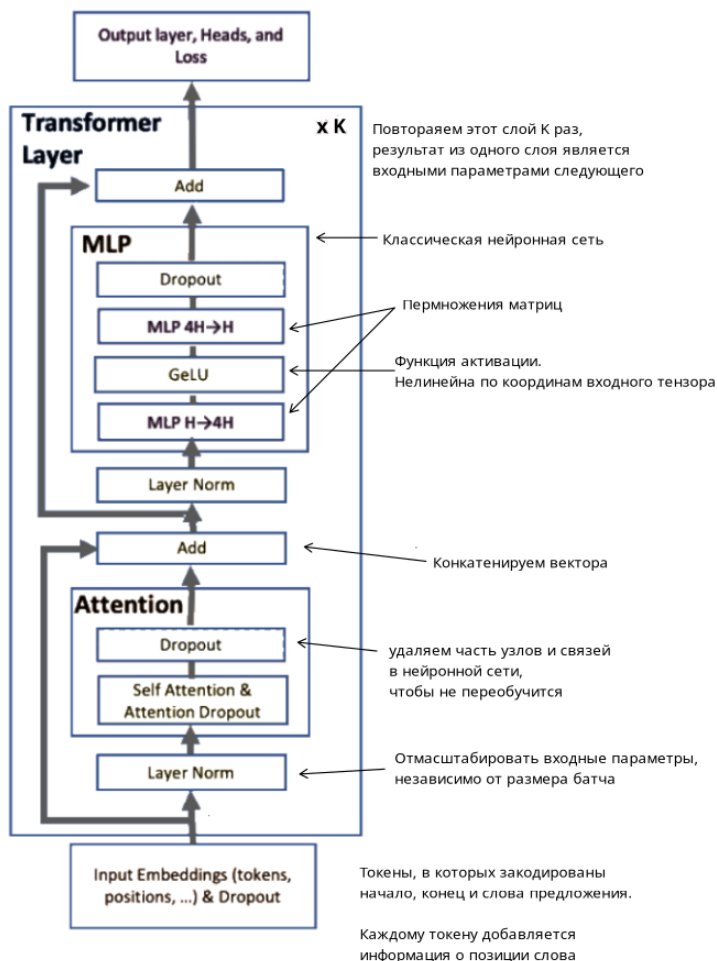 Output layer, Heads, and
Loss
Transformer
Layer
x K
Повтораяем этот слой K раз,
результат из одного слоя является
входными параметрами следующего
Add
MLP
Классическая нейронная сеть
Dropout
Пермножения матриц
MLP 4H→H
Функция активации.
Нелинейна по координам входного тензора
GeLU
MLP H→4H
Layer Norm
Add
Конкатенируем вектора
Attention
Dropout
удаляем часть узлов и связей
в нейронной сети,
чтобы не переобучится
Self Attention &
Attention Dropout
Layer Norm
Отмасштабировать входные параметры,
независимо от размера батча
Input Embeddings (tokens,
positions, ...) & Dropout
Токены, в которых закодированы
начало, конец и слова предложения.
Каждому токену добавляется
информация о позиции слова